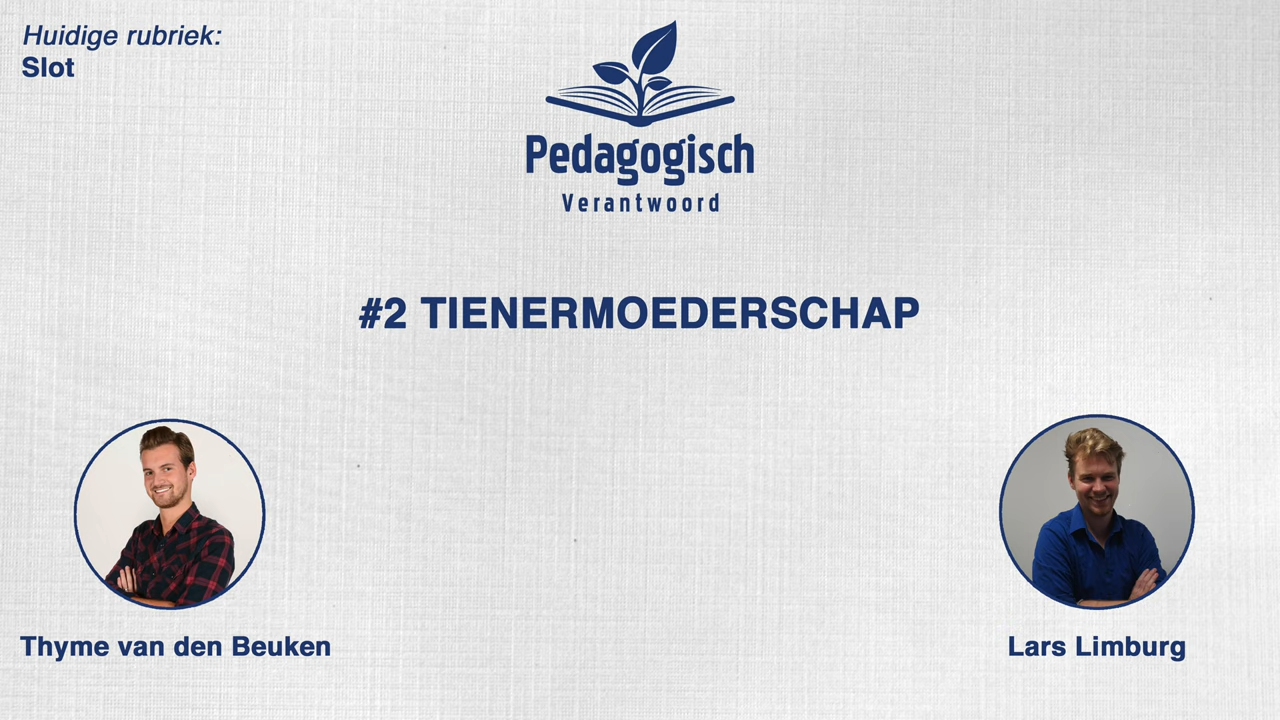 Huidige rubriek:
Slot
Pedagogisch
Verantwoord
#2 TIENERMOEDERSCHAP
Thyme van den Beuken
Lars Limburg